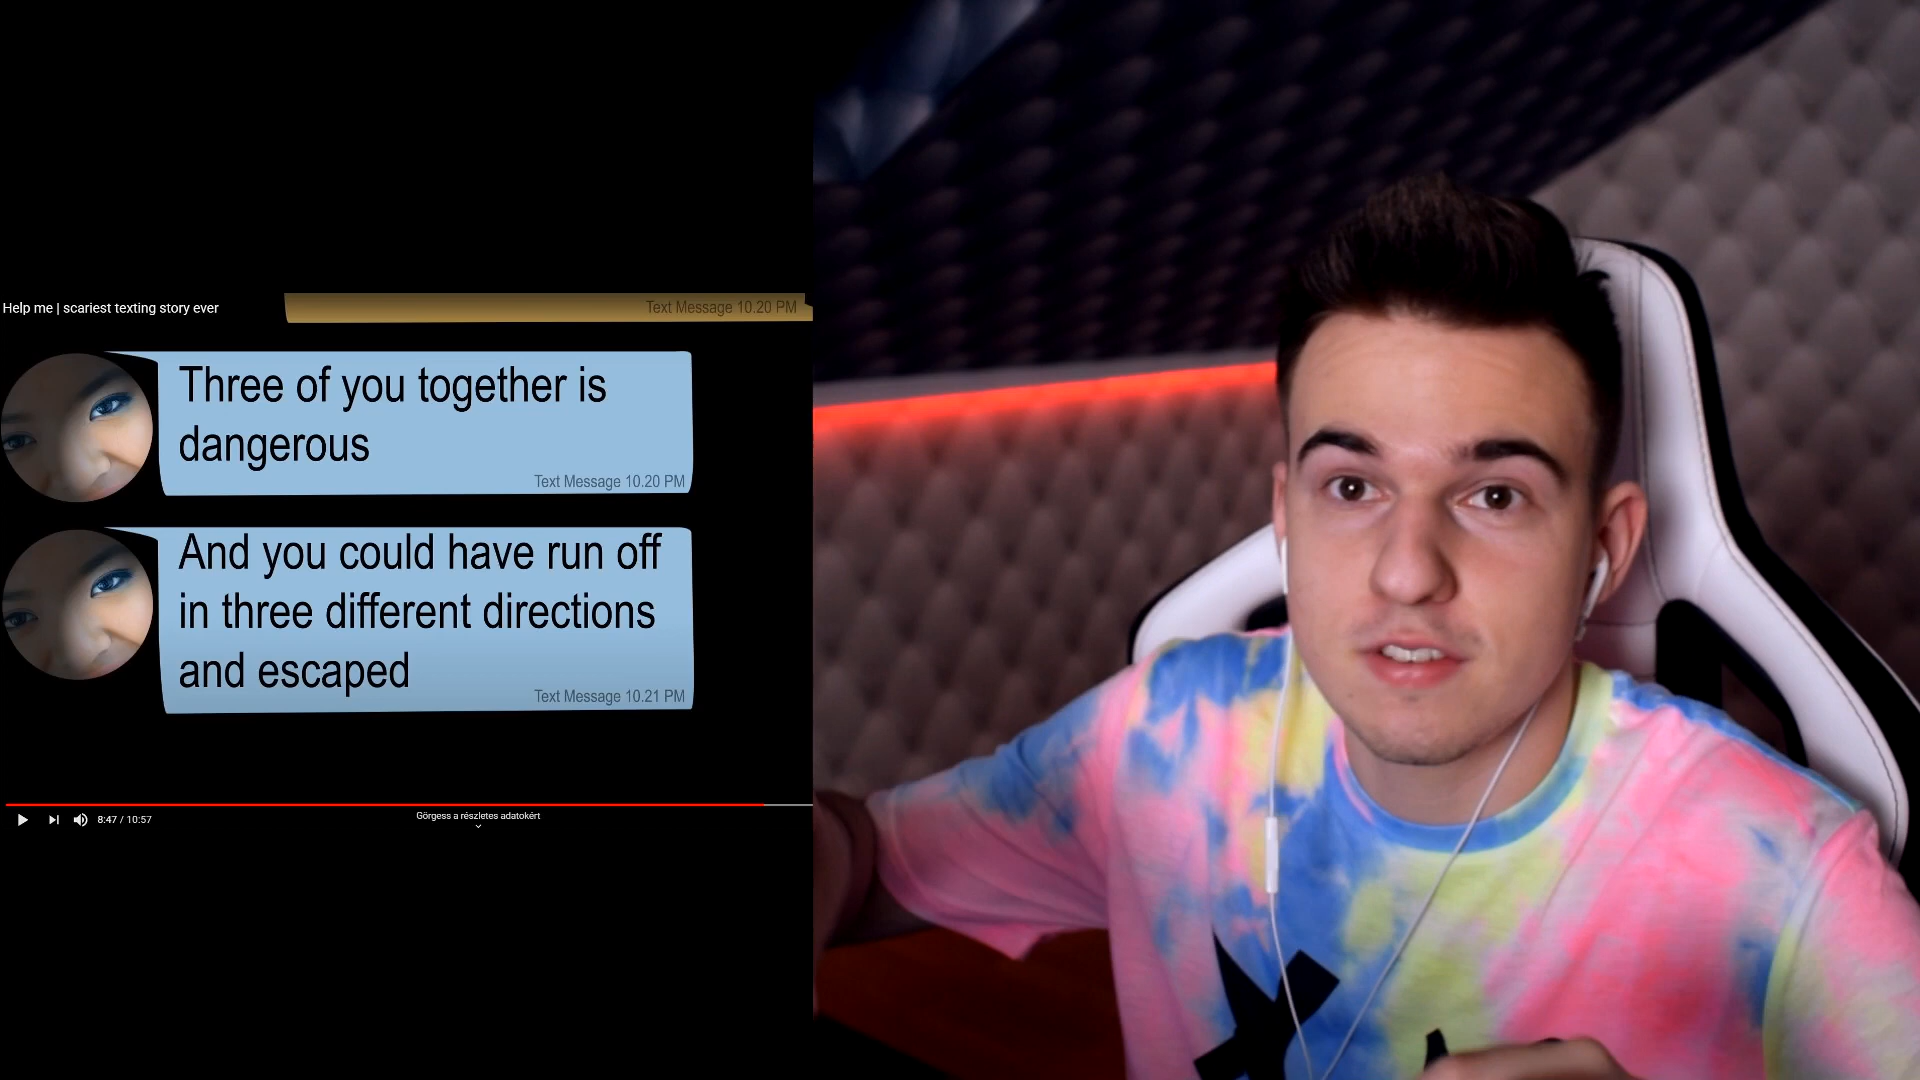 Help me | scariest texting story ever
Text Message 10.20 PM
Three of you together is
dangerous
Text Message 10.20 PM
And you could have run off
in three different directions
and escaped
Text Message 10.21 PM
8:47 / 10:57
Görgess a részletes adatokért